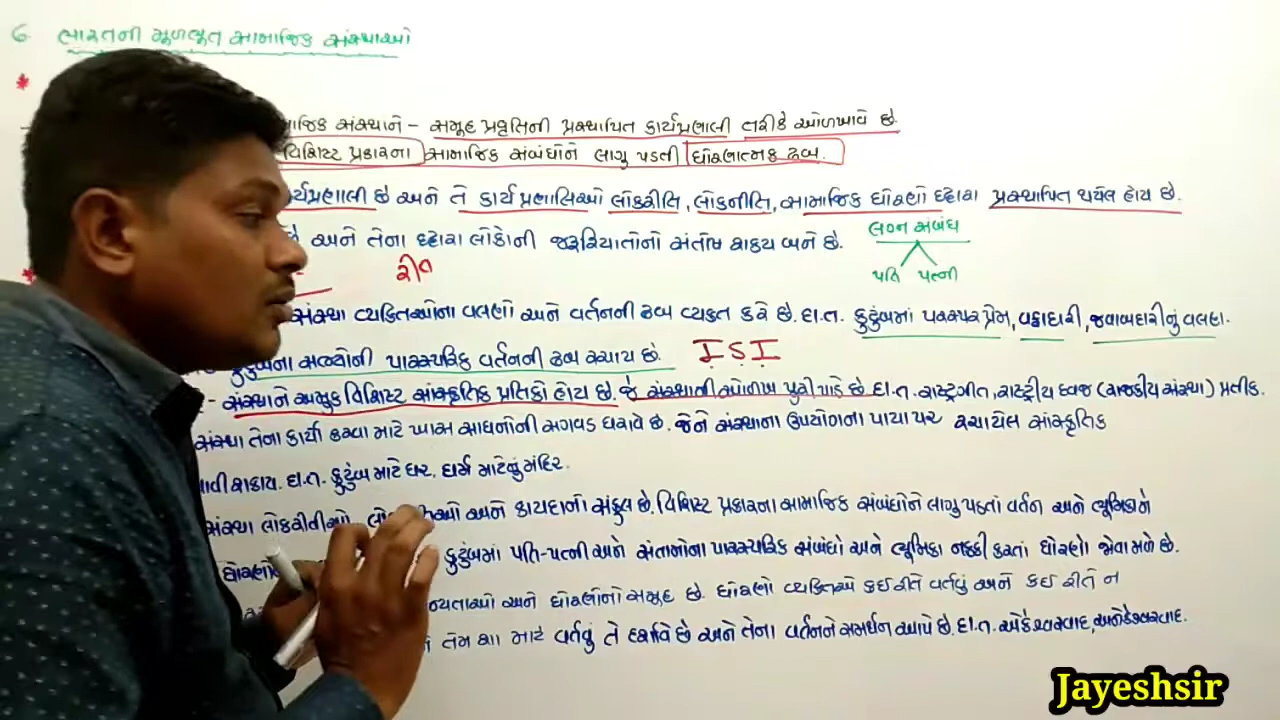 6 ભારતની મૂળભૂત સામાજિક સંસ્થાઓ
સંસ્થાને - સમૂહ પ્રવૃતિની પ્રસ્થાપિત કાર્યપ્રણાલી તરીકે ઓળખાવે છે.
વિશિષ્ટ પ્રકારના સામાજિક સંબંધોને લાગુ પડતી ધોરણાત્મક ઢબ.
છે અને તે કાર્ય પ્રણાલિઓ લોકરીતિ, લોકનીતિ, સામાજિક ધોરણો દ્વારા પ્રસ્થાપિત થયેલ હોય છે.
અને તેના દ્વારા લોકોની જરૂરિયાતોનો સંતોષ શક્ય બને છે.
લગ્ન સંબંધ
પતિ પત્ની
સંસ્થા વ્યક્તિઓના વલણો અને વર્તનની ઢબ વ્યક્ત કરે છે. દા.ત. કુટુંબમાં પરસ્પર પ્રેમ, વફાદારી, જવાબદારીનું વલણ.
કુટુંબના સભ્યોની પારસ્પરિક વર્તનની ઢબ રચાય છે.
ISI
- સંસ્થાને અમુક વિશિષ્ટ સાંસ્કૃતિક પ્રતિકો હોય છે. જે સંસ્થાની ઓળખ પુરી પાડે છે દા.ત. રાષ્ટ્રગીત, રાષ્ટ્રીય ધ્વજ (રાજકીય સંસ્થા) પ્રતીક.
સંસ્થા તેના કાર્યો કરવા માટે ખાસ સાધનોની સગવડ ધરાવે છે. જેને સંસ્થાના ઉપયોગના પાયા પર રચાયેલ સાંસ્કૃતિક
શકાય. દા.ત. કુટુંબ માટે ઘર. ધર્મ માટેનું મંદિર.
સંસ્થા લોકરીતીઓ, અને કાયદાનો સંકુલ છે. વિશિષ્ટ પ્રકારના સામાજિક સંબંધોને લાગુ પડતાં વર્તન અને ભૂમિકાને
કુટુંબમાં પતિ-પત્ની અને સંતાનોના પારસ્પરિક સંબંધો અને ભૂમિકા નક્કી કરતાં ધોરણો જોવા મળે છે.
અને ધોરણોનો સમૂહ છે. ધોરણો વ્યક્તિએ કઈ રીતે વર્તવું અને કઈ રીતે ન
તેમ શા માટે વર્તવું તે દર્શાવે છે અને તેના વર્તનને સમર્થન આપે છે. દા.ત. એકેશ્વરવાદ, અનેકેશ્વરવાદ.
Jayeshsir